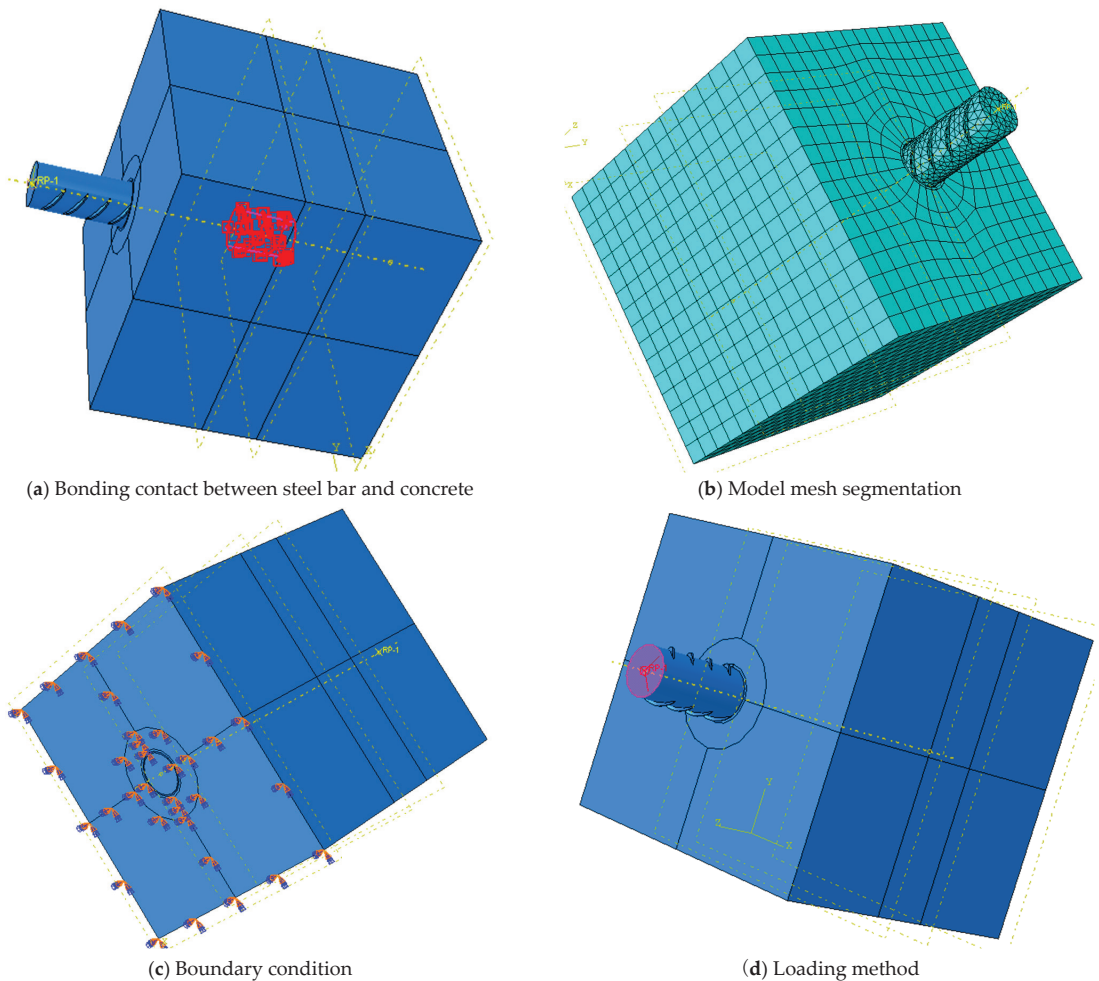 RP-1
Y
(a) Bonding contact between steel bar and concrete
(b) Model mesh segmentation
RP-1
Y
Z
X
(c) Boundary condition
(d) Loading method